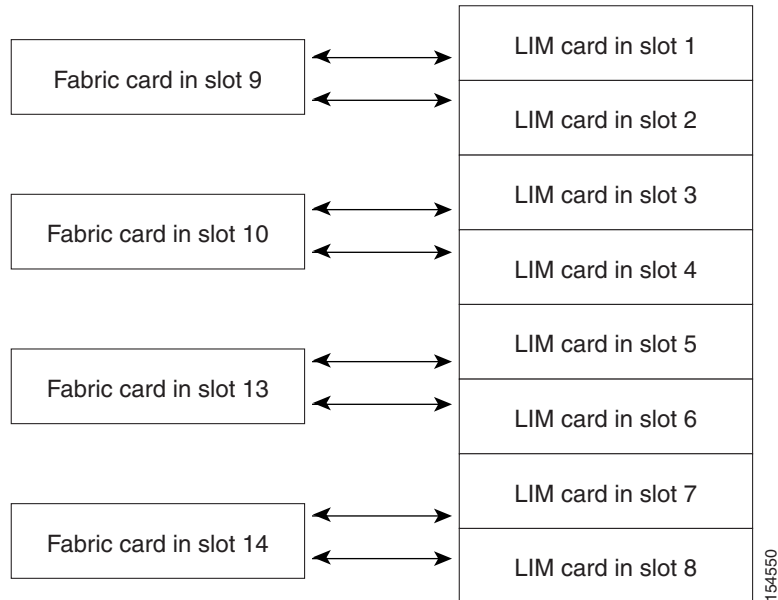 Fabric card in slot 9
Fabric card in slot 10
Fabric card in slot 13
Fabric card in slot 14
LIM card in slot 1
LIM card in slot 2
LIM card in slot 3
LIM card in slot 4
LIM card in slot 5
LIM card in slot 6
LIM card in slot 7
LIM card in slot 8
154550